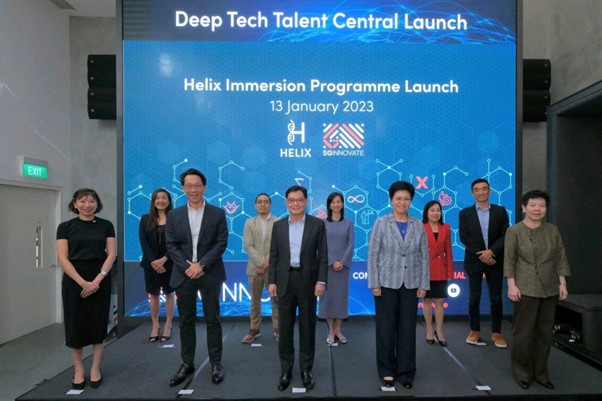 Deep Tech Talent Central Launch
Helix Immersion Programme Launch
13 January 2023
H
HELIX
SGINNOVATE
EXIT